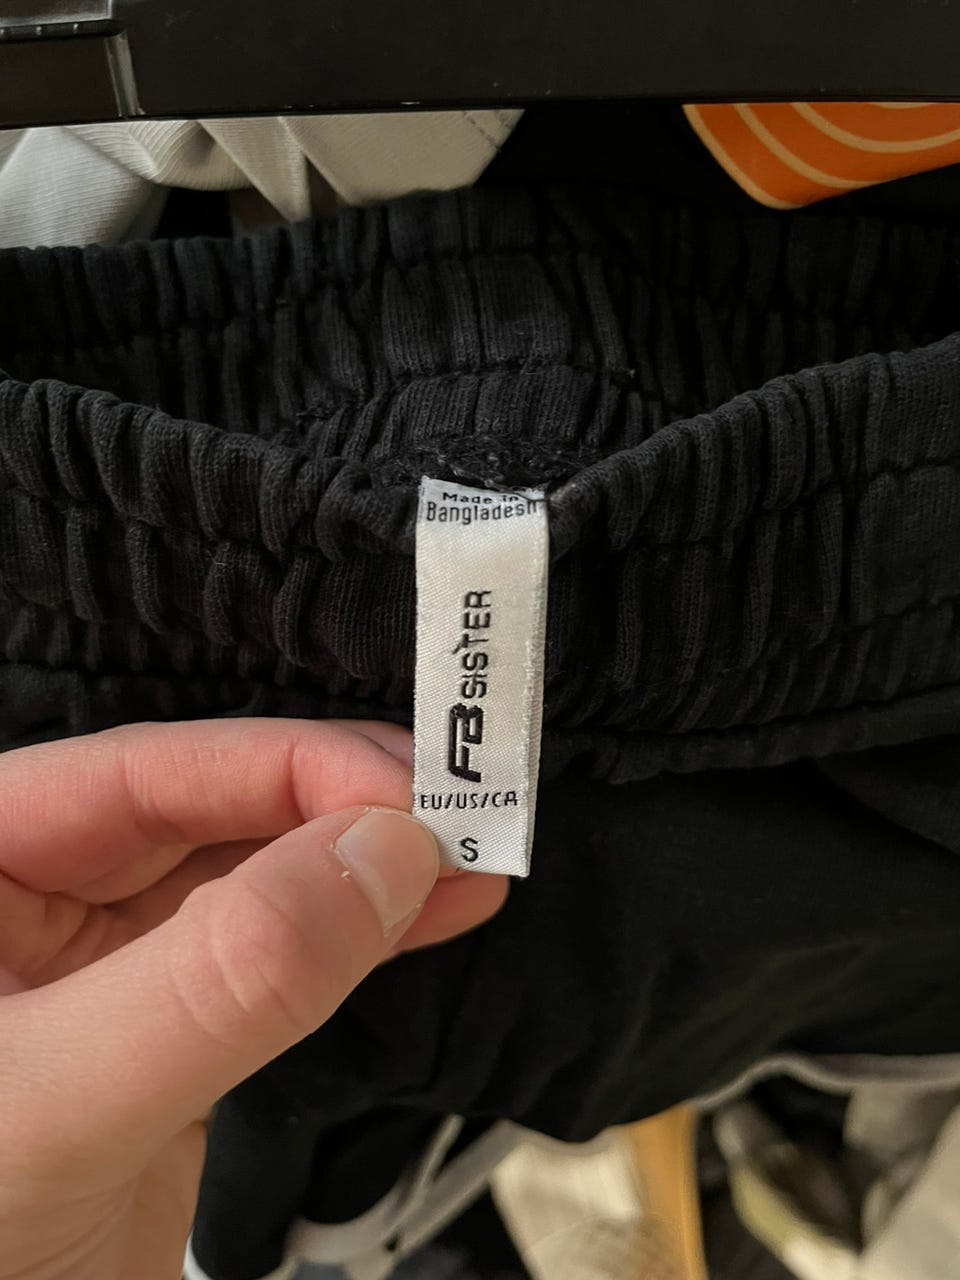 Made in
Bangladesh
FB SISTER
EU/US/CA
S